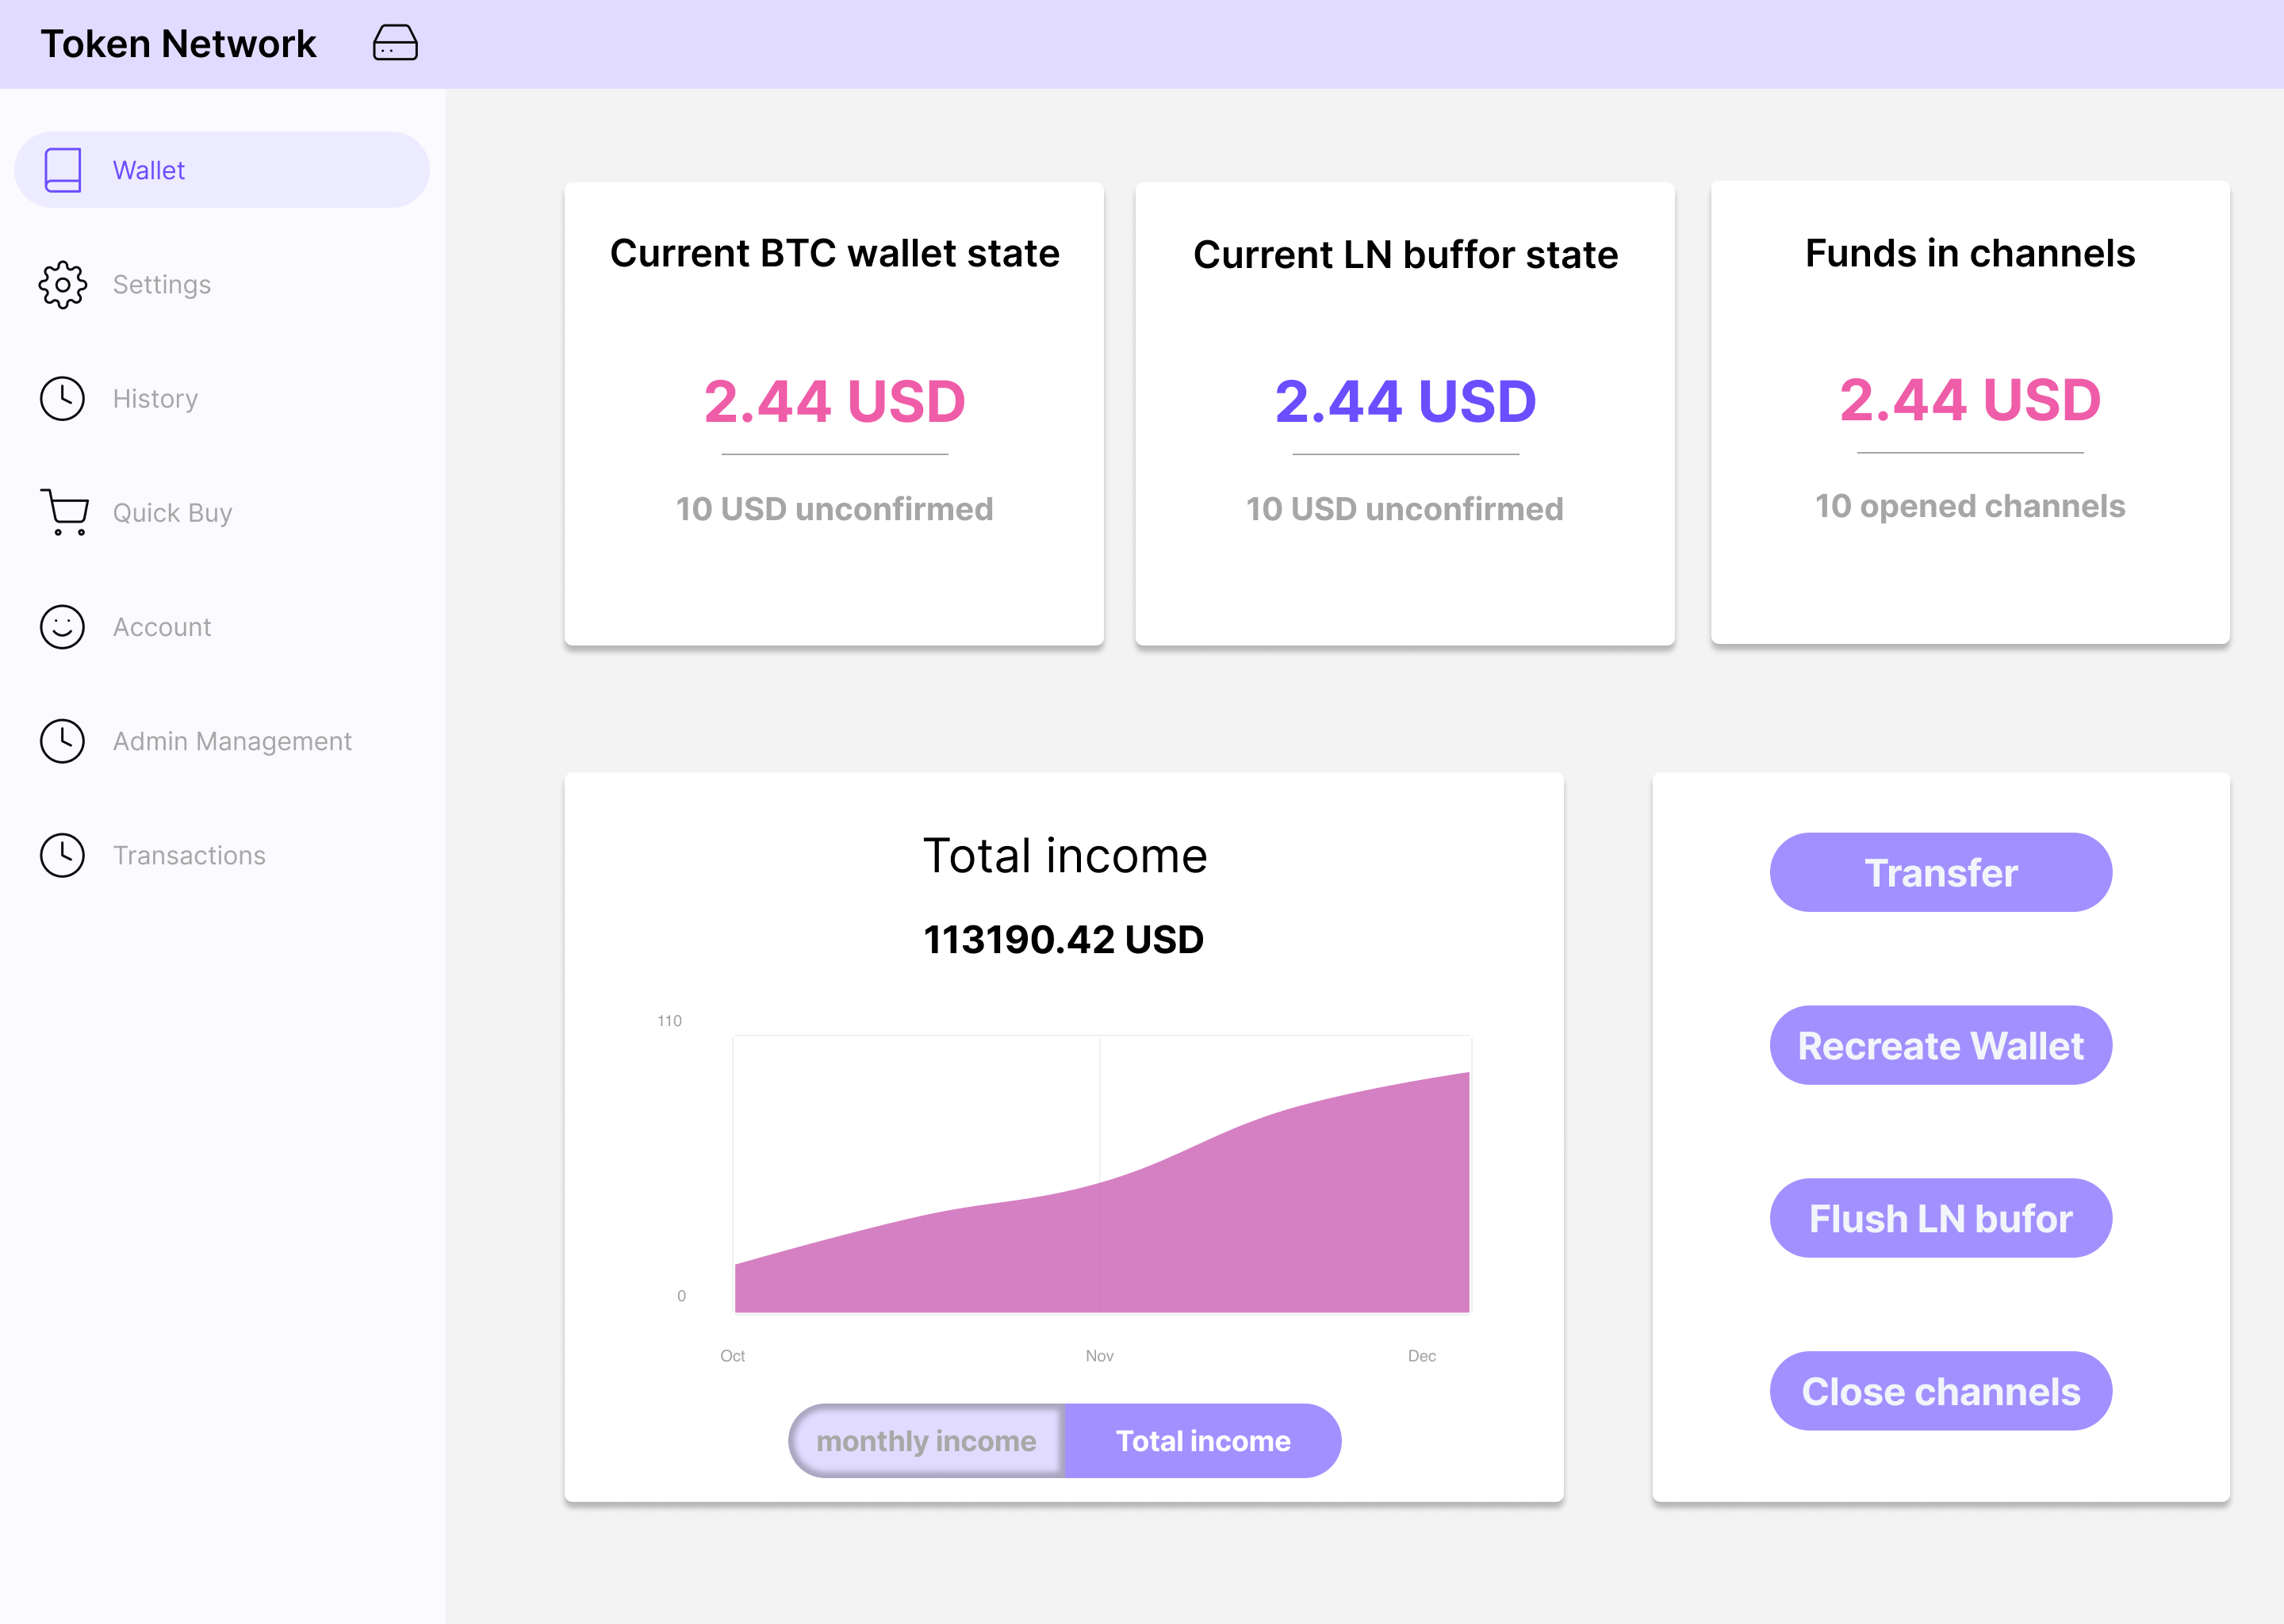 Token Network
Wallet
Settings
History
Quick Buy
Account
Admin Management
Transactions
Current BTC wallet state
2.44 USD
10 USD unconfirmed
Current LN buffor state
2.44 USD
10 USD unconfirmed
Funds in channels
2.44 USD
10 opened channels
Total income
113190.42 USD
110
0
Oct
Nov
Dec
monthly income
Total income
Transfer
Recreate Wallet
Flush LN bufor
Close channels